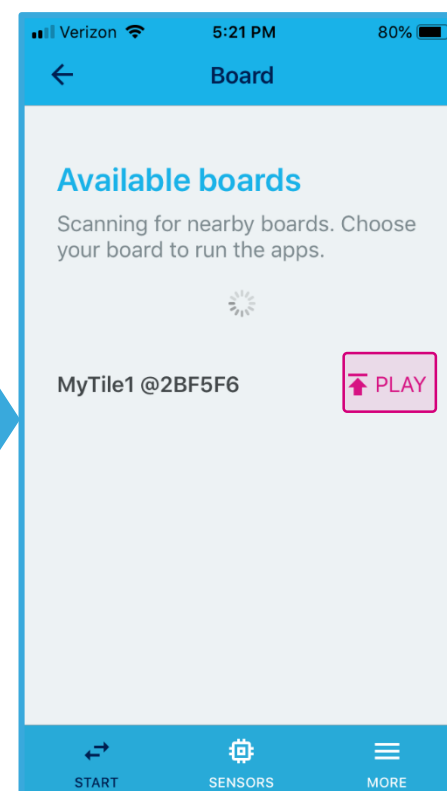 Verizon 5:21 PM 80%
Board
Available boards
Scanning for nearby boards. Choose
your board to run the apps.
MyTile1 @2BF5F6 PLAY
START SENSORS MORE